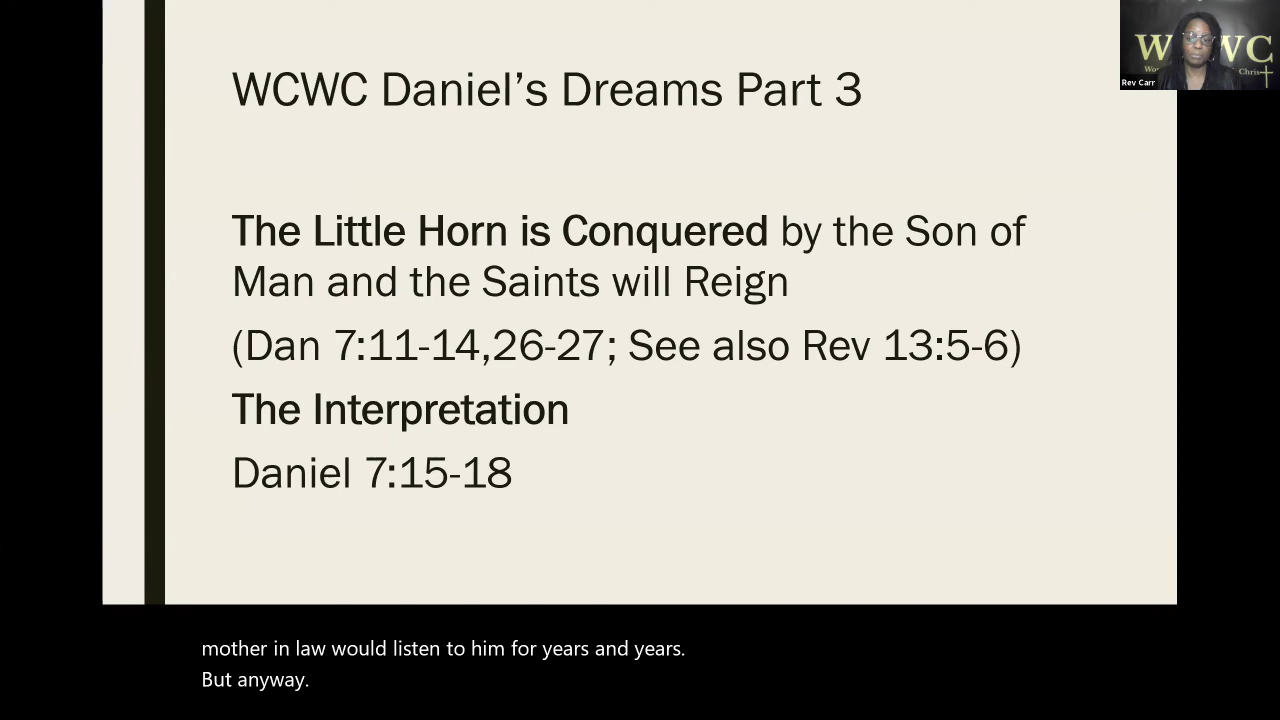 WCWC Daniel's Dreams Part 3
The Little Horn is Conquered by the Son of
Man and the Saints will Reign
(Dan 7:11-14,26-27; See also Rev 13:5-6)
The Interpretation
Daniel 7:15-18
Rev Carr
mother in law would listen to him for years and years.
But anyway.